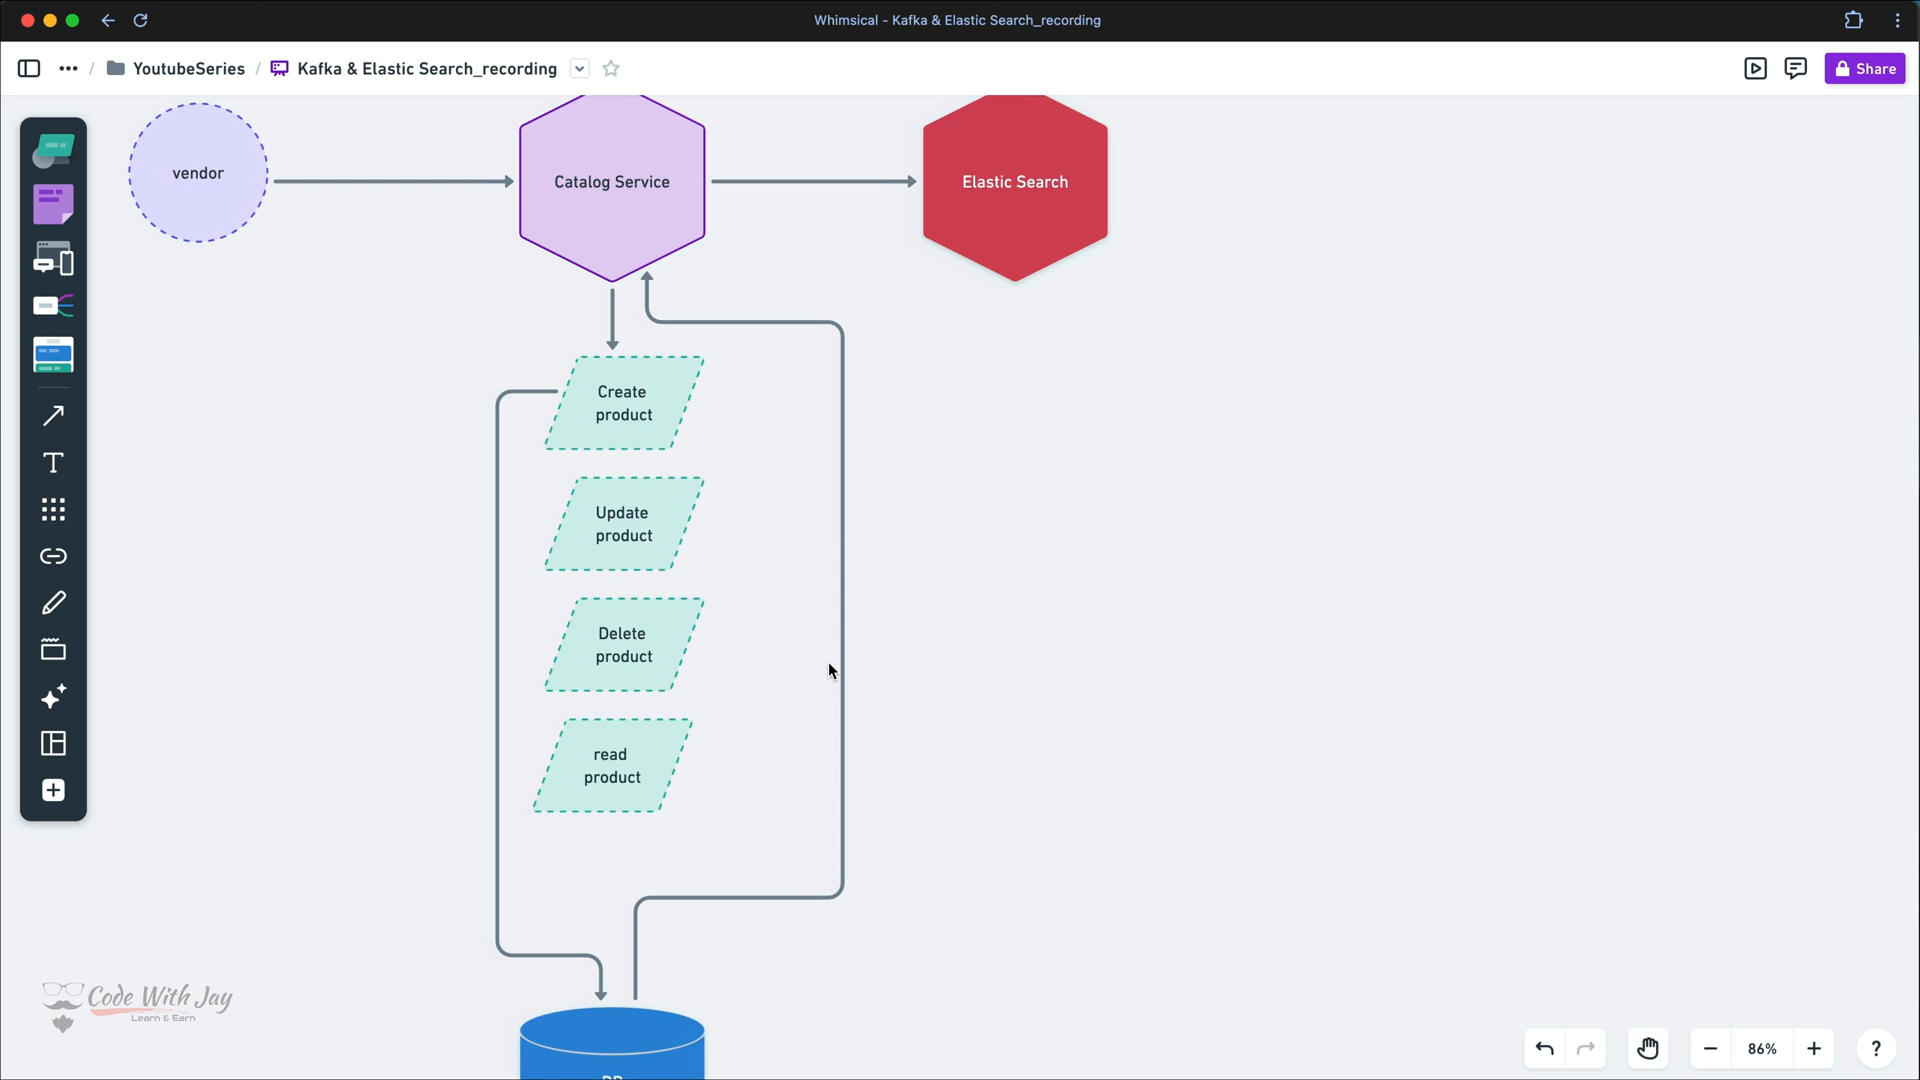 Whimsical - Kafka & Elastic Search_recording
YoutubeSeries / Kafka & Elastic Search_recording
Share
vendor
Catalog Service
Elastic Search
Create
product
Update
product
Delete
product
read
product
Code With Jay
Learn & Earn
86%
?